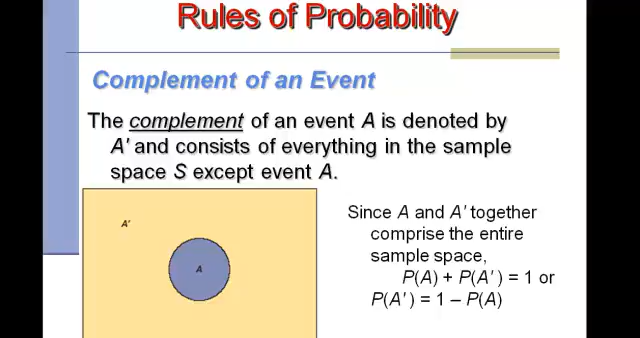 Rules of Probability
Complement of an Event
The complement of an event A is denoted by
A' and consists of everything in the sample
space S except event A.
A'
A
Since A and A' together
comprise the entire
sample space,
P(A) + P(A' ) = 1 or
P(A' ) = 1 – P(A)